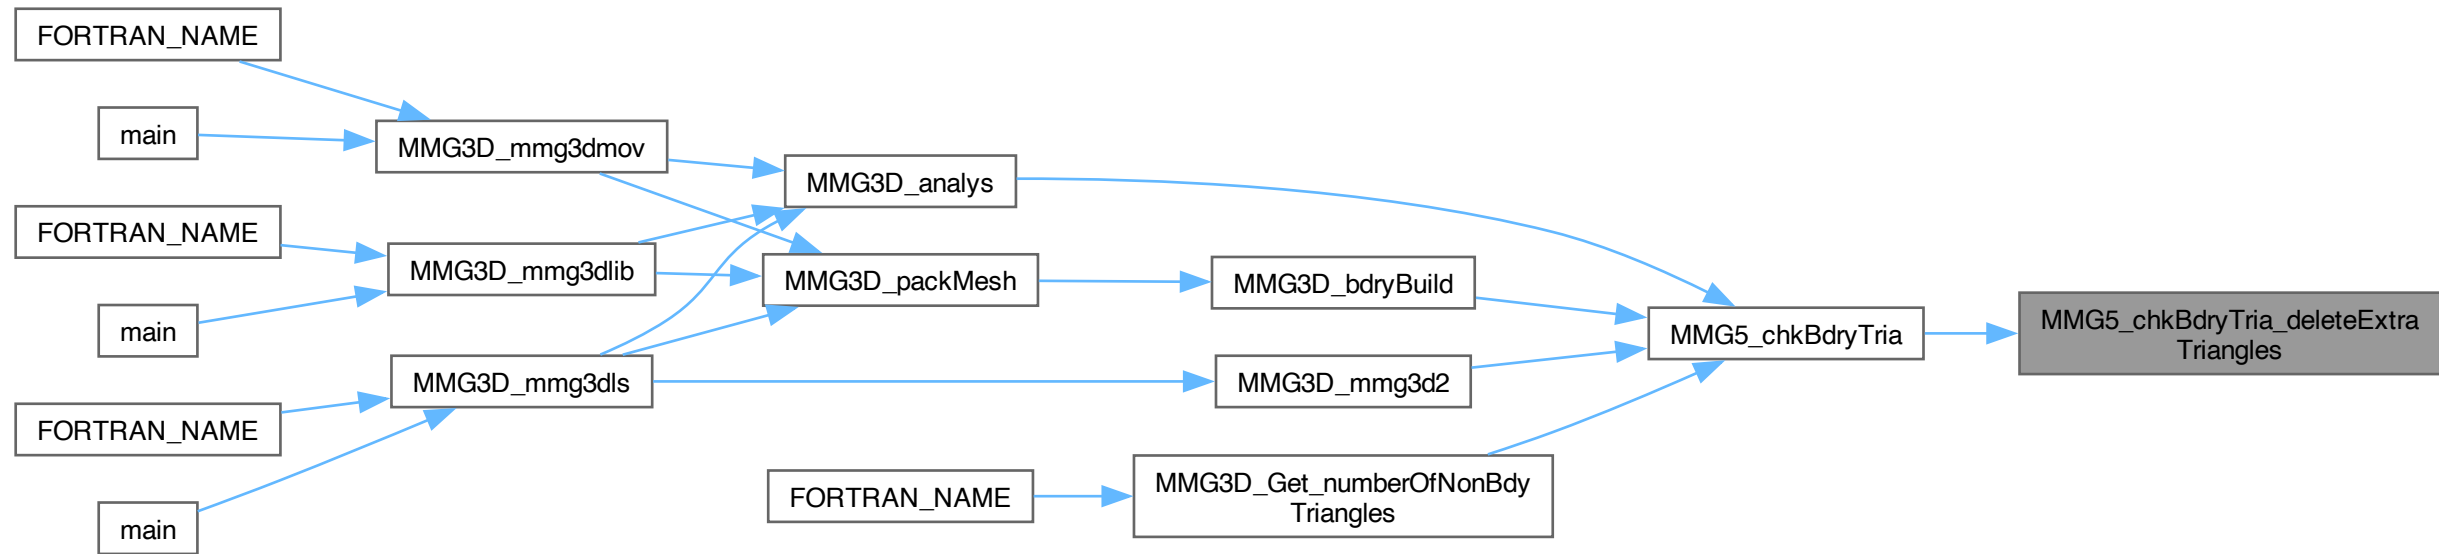 FORTRAN_NAME
main
MMG3D_mmg3dmov
FORTRAN_NAME
main
MMG3D_mmg3dlib
FORTRAN_NAME
main
MMG3D_mmg3dls
MMG3D_analys
MMG3D_packMesh
FORTRAN_NAME
MMG3D_bdryBuild
MMG3D_mmg3d2
MMG3D_Get_numberOfNonBdy
Triangles
MMG5_chkBdryTria
MMG5_chkBdryTria_deleteExtra
Triangles